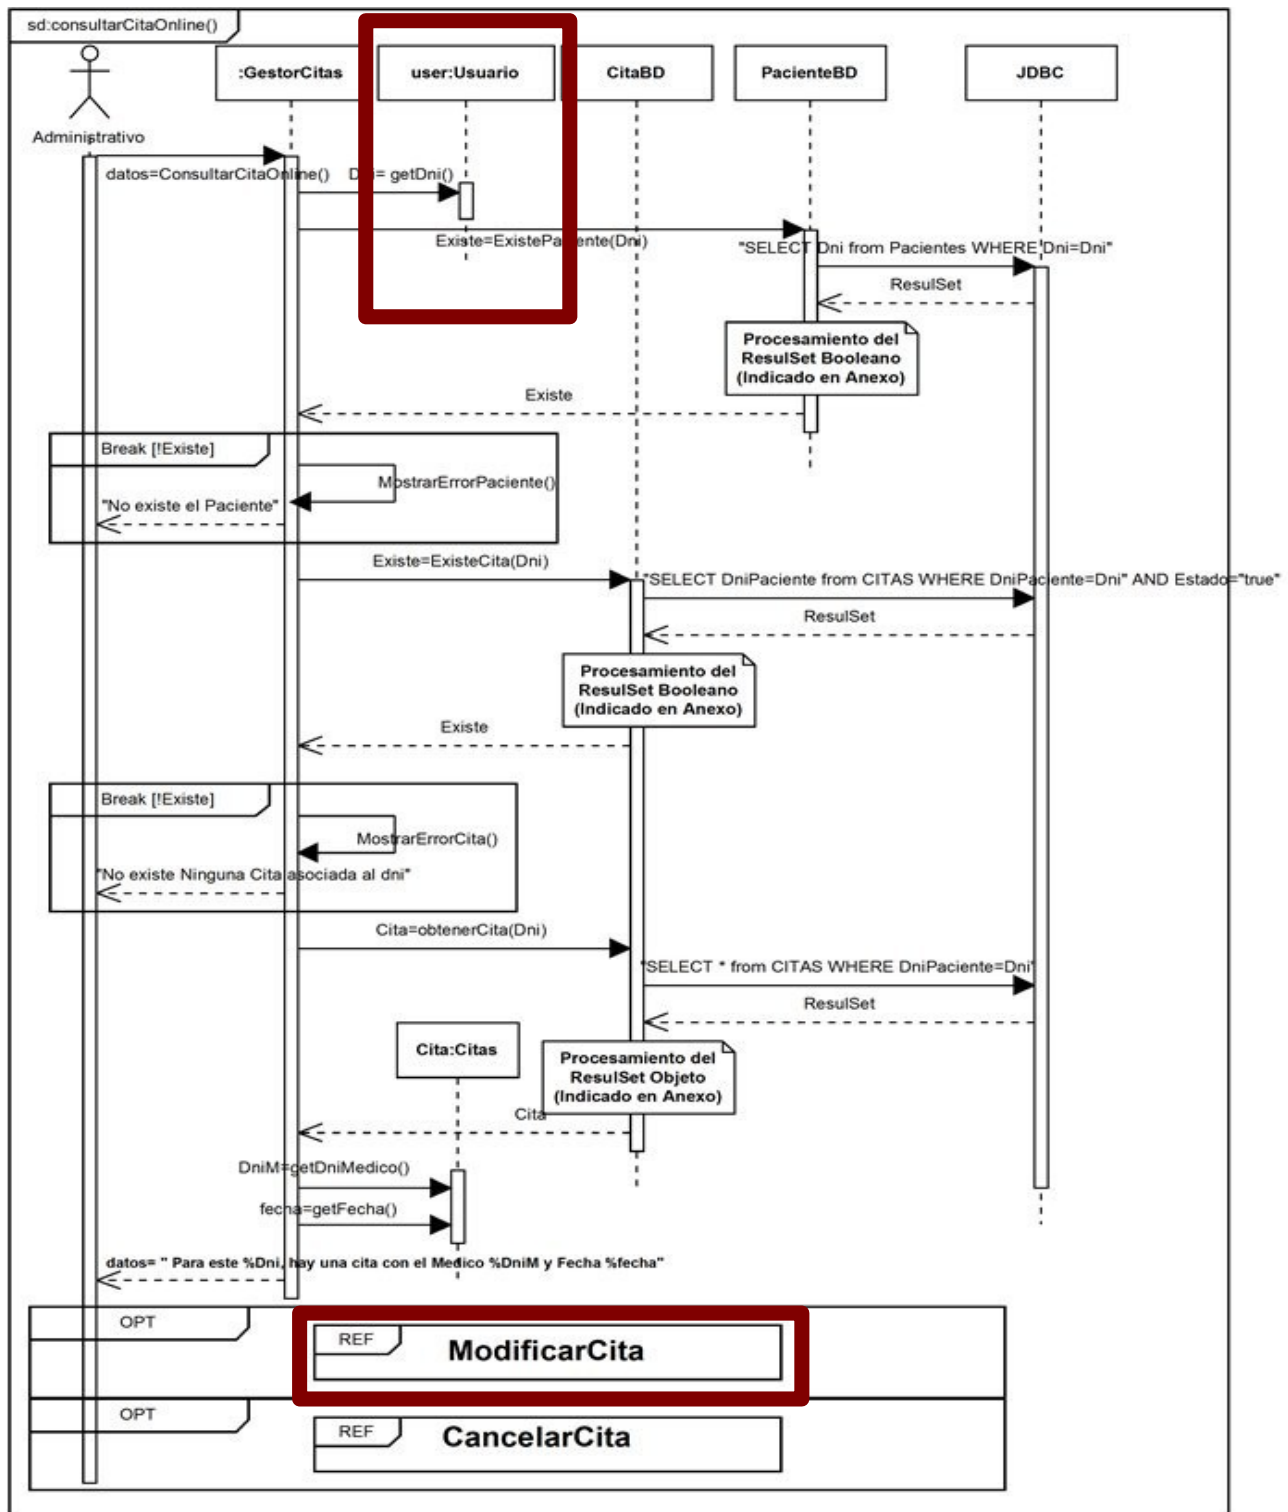 sd:consultarCitaOnline()
:GestorCitas
user:Usuario
CitaBD
PacienteBD
JDBC
Administrativo
datos=ConsultarCitaOnline()
Dni= getDni()
Existe=ExistePaciente(Dni)
"SELECT Dni from Pacientes WHERE Dni=Dni"
ResulSet
Procesamiento del
ResulSet Booleano
(Indicado en Anexo)
Existe
Break [!Existe]
MostrarErrorPaciente()
"No existe el Paciente"
Existe=ExisteCita(Dni)
"SELECT DniPaciente from CITAS WHERE DniPaciente=Dni" AND Estado="true"
ResulSet
Procesamiento del
ResulSet Booleano
(Indicado en Anexo)
Existe
Break [!Existe]
MostrarErrorCita()
"No existe Ninguna Cita asociada al dni"
Cita=obtenerCita(Dni)
"SELECT * from CITAS WHERE DniPaciente=Dni"
ResulSet
Cita:Citas
Procesamiento del
ResulSet Objeto
(Indicado en Anexo)
Cita
DniM=getDniMedico()
fecha=getFecha()
datos= " Para este %Dni, hay una cita con el Medico %DniM y Fecha %fecha"
OPT
REF
ModificarCita
OPT
REF
CancelarCita